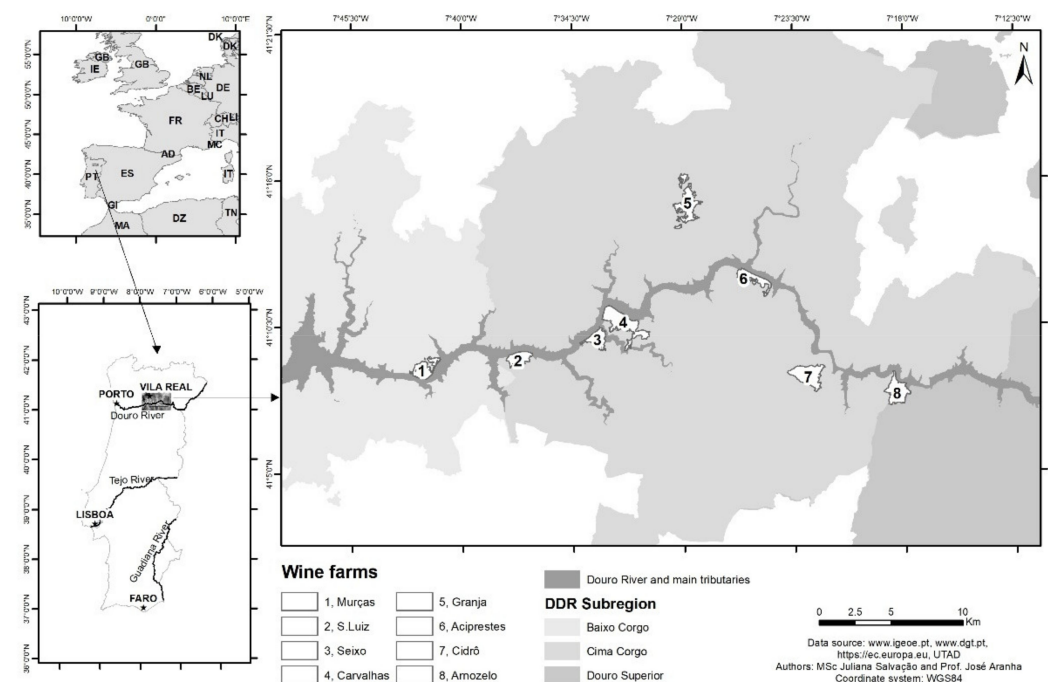 10°0'0"W 0°0'0" 10°0'0"E
55°0'0"N
50°0'0"N
45°0'0"N
40°0'0"N
35°0'0"N
DK
DK
GB
GB
IE
NL
BE
DE
LU
FR
CH
LI
IT
MC
AD
PT
ES
IT
GI
MA
DZ
TN
10°0'0"W 9°0'0"W 8°0'0"W 7°0'0"W 6°0'0"W 5°0'0"W
43°0'0"N
42°0'0"N
41°0'0"N
40°0'0"N
39°0'0"N
38°0'0"N
37°0'0"N
36°0'0"N
VILA REAL
PORTO
Douro River
Tejo River
LISBOA
Guadiana River
FARO
7°45'30"W 7°40'0"W 7°34'30"W 7°29'0"W 7°23'30"W 7°18'0"W 7°12'30"W
41°21'30"N
41°16'0"N
41°10'30"N
41°5'0"N
N
5
6
4
3
1
2
7
8
Wine farms
1, Murças
2, S.Luiz
3, Seixo
4, Carvalhas
5, Granja
6, Aciprestes
7, Cidrô
8, Arnozelo
Douro River and main tributaries
DDR Subregion
Baixo Corgo
Cima Corgo
Douro Superior
0 2.5 5 10
Km
Data source: www.igeoe.pt, www.dgt.pt,
https://ec.europa.eu, UTAD
Authors: MSc Juliana Salvação and Prof. José Aranha
Coordinate system: WGS84